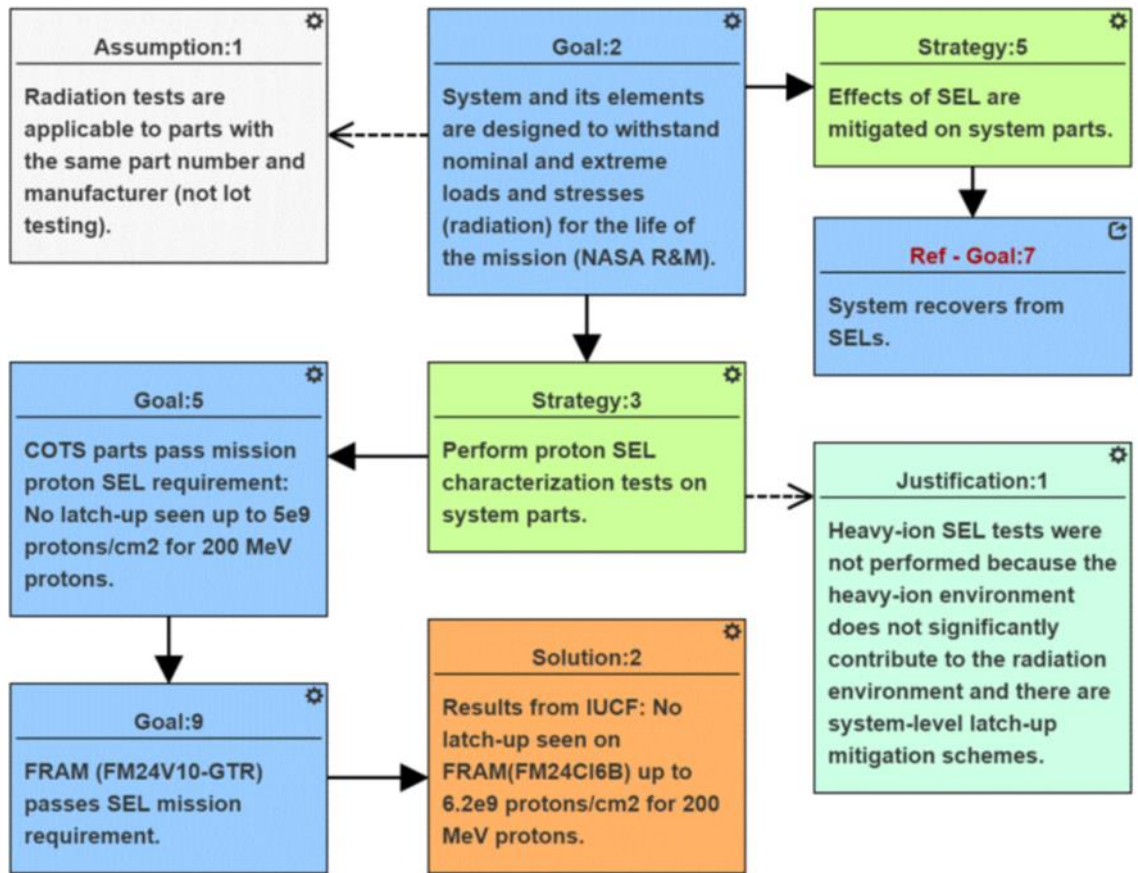 Assumption:1
Radiation tests are
applicable to parts with
the same part number and
manufacturer (not lot
testing).
Goal:2
System and its elements
are designed to withstand
nominal and extreme
loads and stresses
(radiation) for the life of
the mission (NASA R&M).
Strategy:5
Effects of SEL are
mitigated on system parts.
Ref - Goal:7
System recovers from
SELs.
Goal:5
COTS parts pass mission
proton SEL requirement:
No latch-up seen up to 5e9
protons/cm2 for 200 MeV
protons.
Strategy:3
Perform proton SEL
characterization tests on
system parts.
Justification:1
Heavy-ion SEL tests were
not performed because the
heavy-ion environment
does not significantly
contribute to the radiation
environment and there are
system-level latch-up
mitigation schemes.
Goal:9
FRAM (FM24V10-GTR)
passes SEL mission
requirement.
Solution:2
Results from IUCF: No
latch-up seen on
FRAM(FM24Cl6B) up to
6.2e9 protons/cm2 for 200
MeV protons.